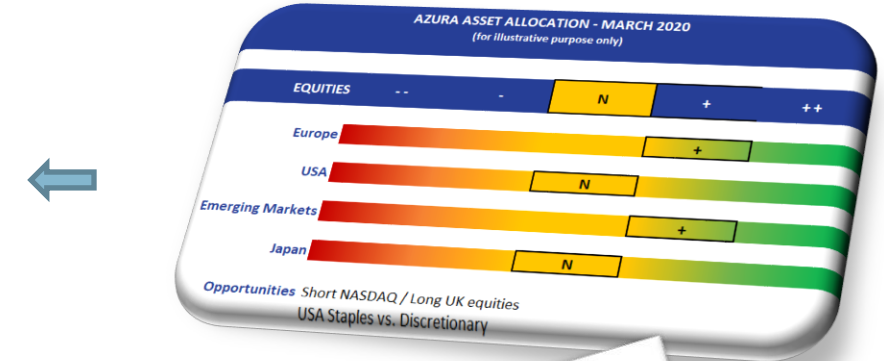 AZURA ASSET ALLOCATION - MARCH 2020
(for illustrative purpose only)
EQUITIES -- - N + ++
Europe +
USA N
Emerging Markets +
Japan N
Opportunities Short NASDAQ / Long UK equities
USA Staples vs. Discretionary